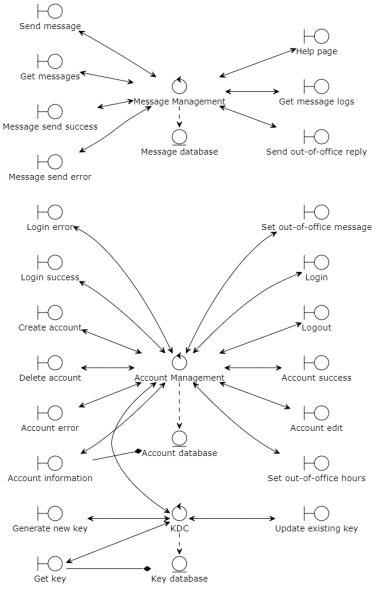 Send message
Help page
Get messages
Message Management
Get message logs
Message send success
Message database
Send out-of-office reply
Message send error
Login error
Set out-of-office message
Login success
Login
Create account
Logout
Delete account
Account Management
Account success
Account error
Account edit
Account database
Account information
Set out-of-office hours
Generate new key
KDC
Update existing key
Get key
Key database